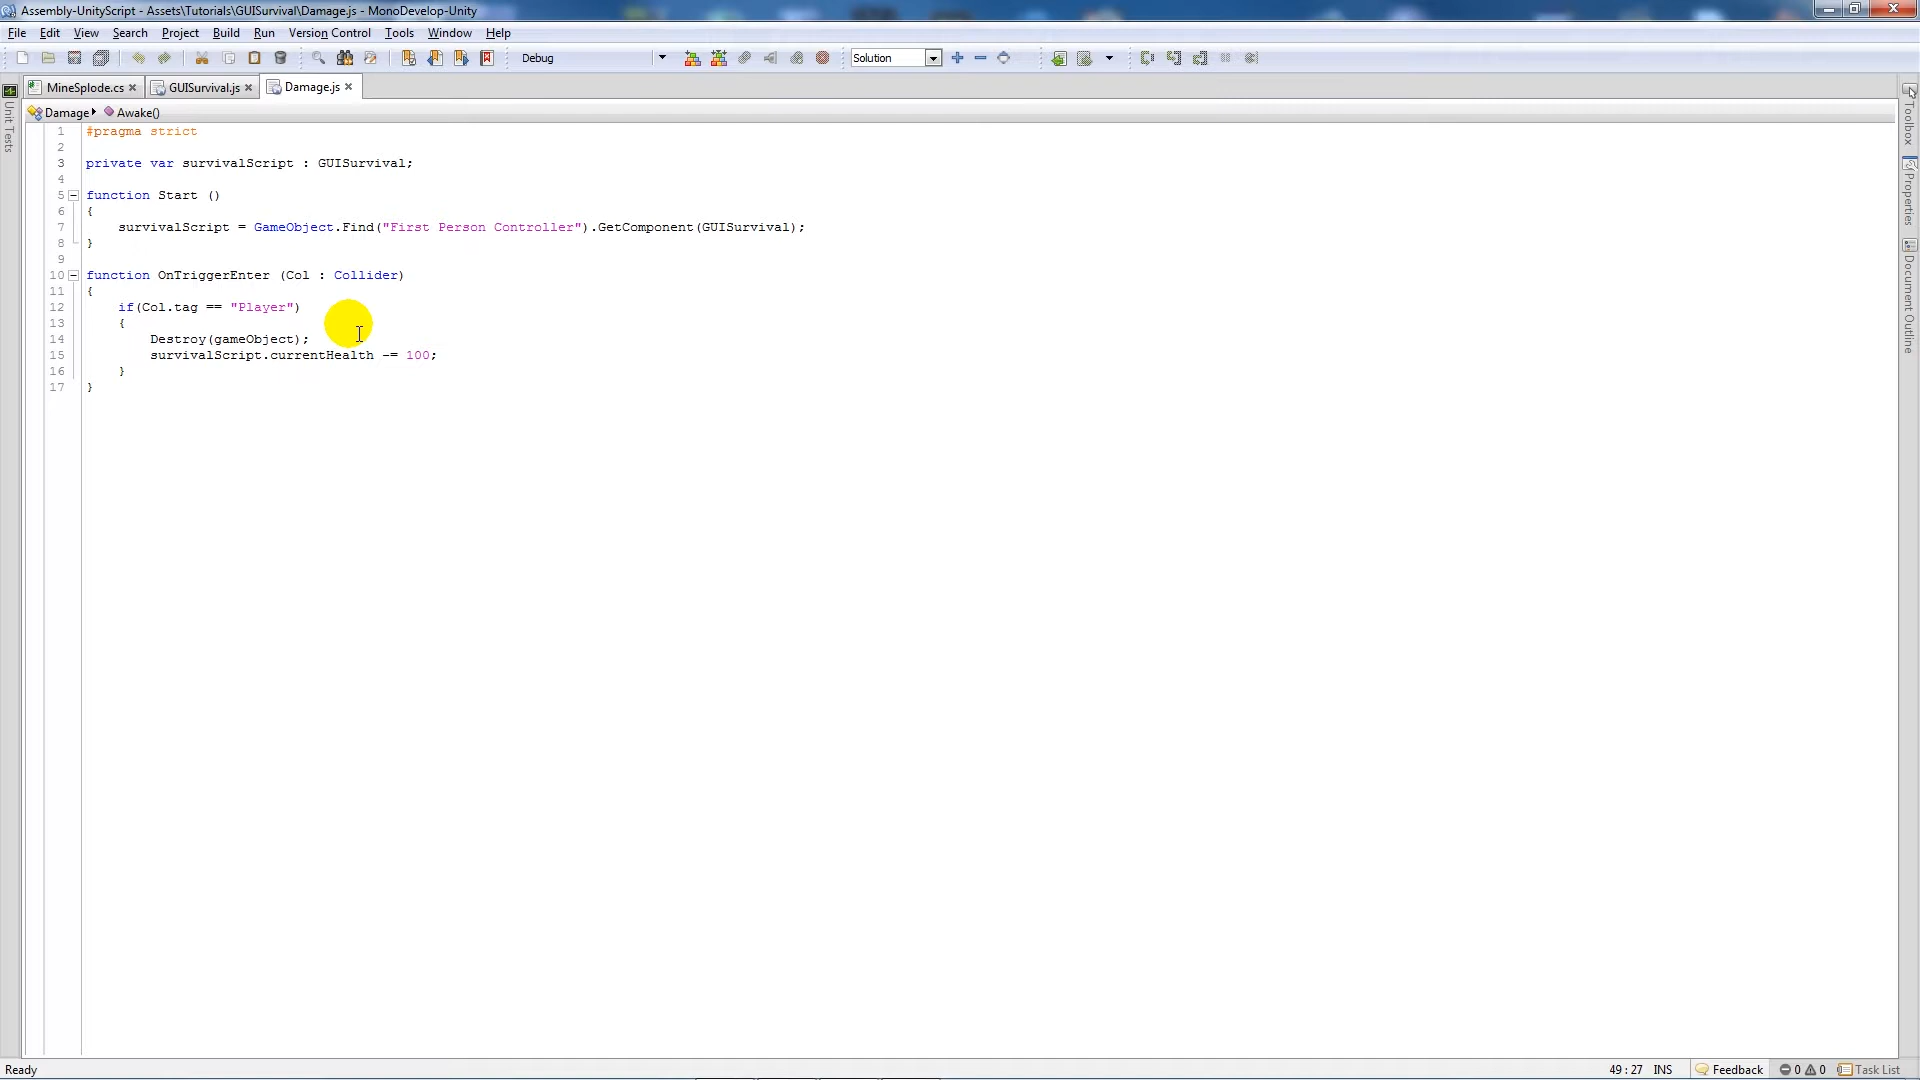 Assembly-UnityScript - Assets\Tutorials\GUISurvival\Damage.js - MonoDevelop-Unity
File Edit View Search Project Build Run Version Control Tools Window Help
Debug Solution
MineSplode.cs GUISurvival.js Damage.js
Damage Awake()
Unit Tests
Toolbox
Properties
Document Outline
1 #pragma strict
2
3 private var survivalScript : GUISurvival;
4
5 function Start ()
6 {
7 survivalScript = GameObject.Find("First Person Controller").GetComponent(GUISurvival);
8 }
9
10 function OnTriggerEnter (Col : Collider)
11 {
12 if(Col.tag == "Player")
13 {
14 Destroy(gameObject);
15 survivalScript.currentHealth -= 100;
16 }
17 }
Ready 49 : 27 INS Feedback 0 0 Task List